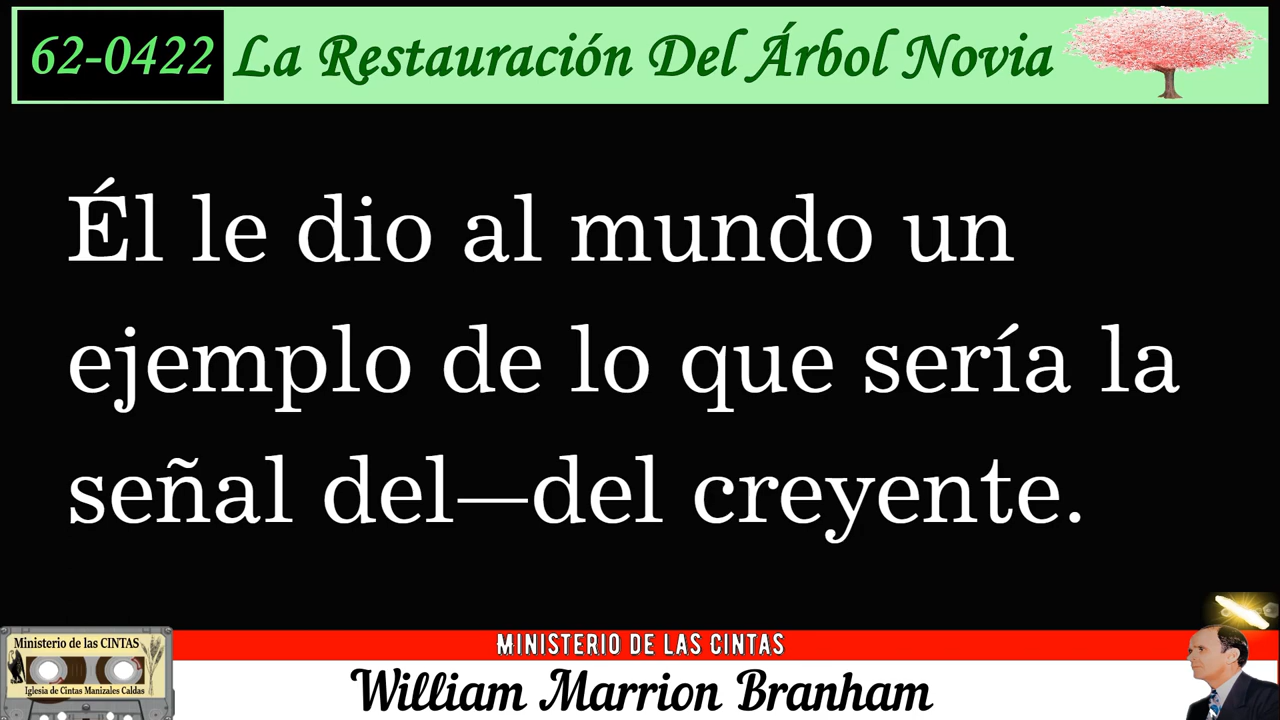 62-0422 La Restauración Del Árbol Novia
Él le dio al mundo un
ejemplo de lo que sería la
señal del—del creyente.
MINISTERIO DE LAS CINTAS
Ministerio de las CINTAS
Iglesia de Cintas Manizales Caldas
William Marrion Branham